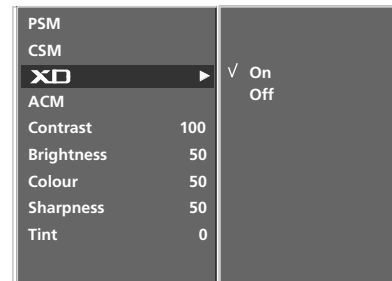 PSM
CSM
XD
ACM
Contrast 100
Brightness 50
Colour 50
Sharpness 50
Tint 0
√ On
Off